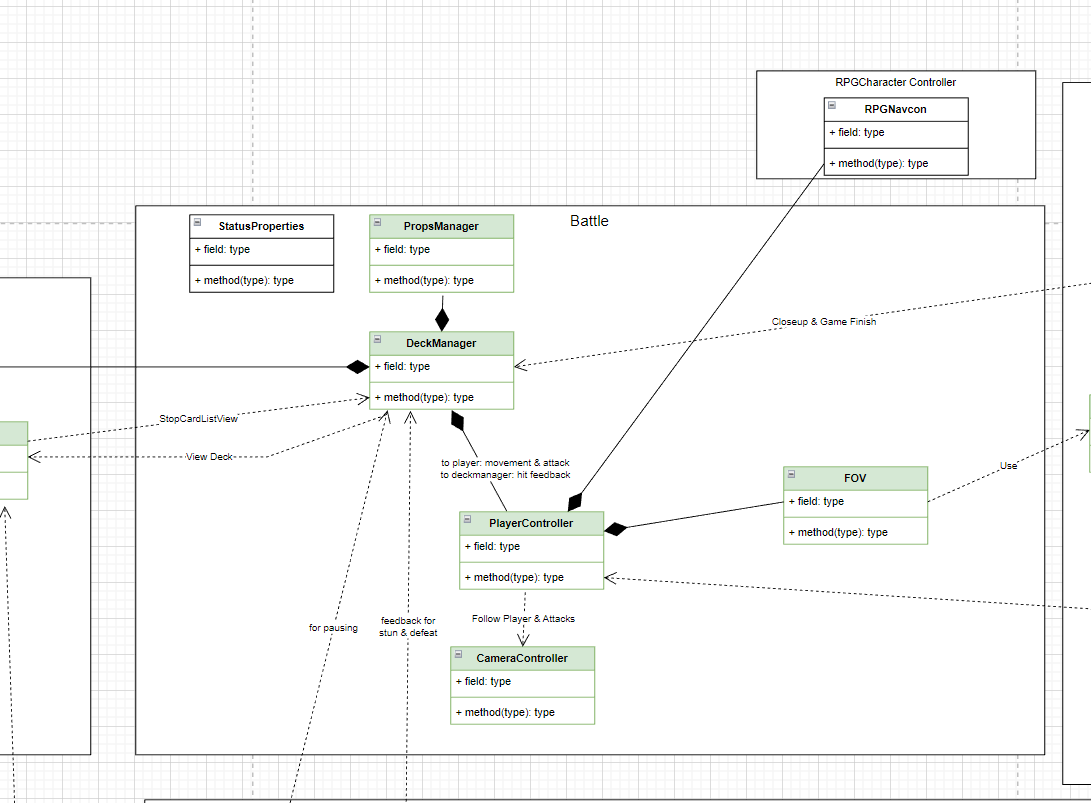 RPGCharacter Controller
RPGNavcon
+ field: type
+ method(type): type
Battle
StatusProperties
+ field: type
+ method(type): type
PropsManager
+ field: type
+ method(type): type
Closeup & Game Finish
DeckManager
+ field: type
+ method(type): type
StopCardListView
View Deck
to player: movement & attack
to deckmanager: hit feedback
Use
FOV
+ field: type
+ method(type): type
PlayerController
+ field: type
+ method(type): type
for pausing
feedback for
stun & defeat
Follow Player & Attacks
CameraController
+ field: type
+ method(type): type